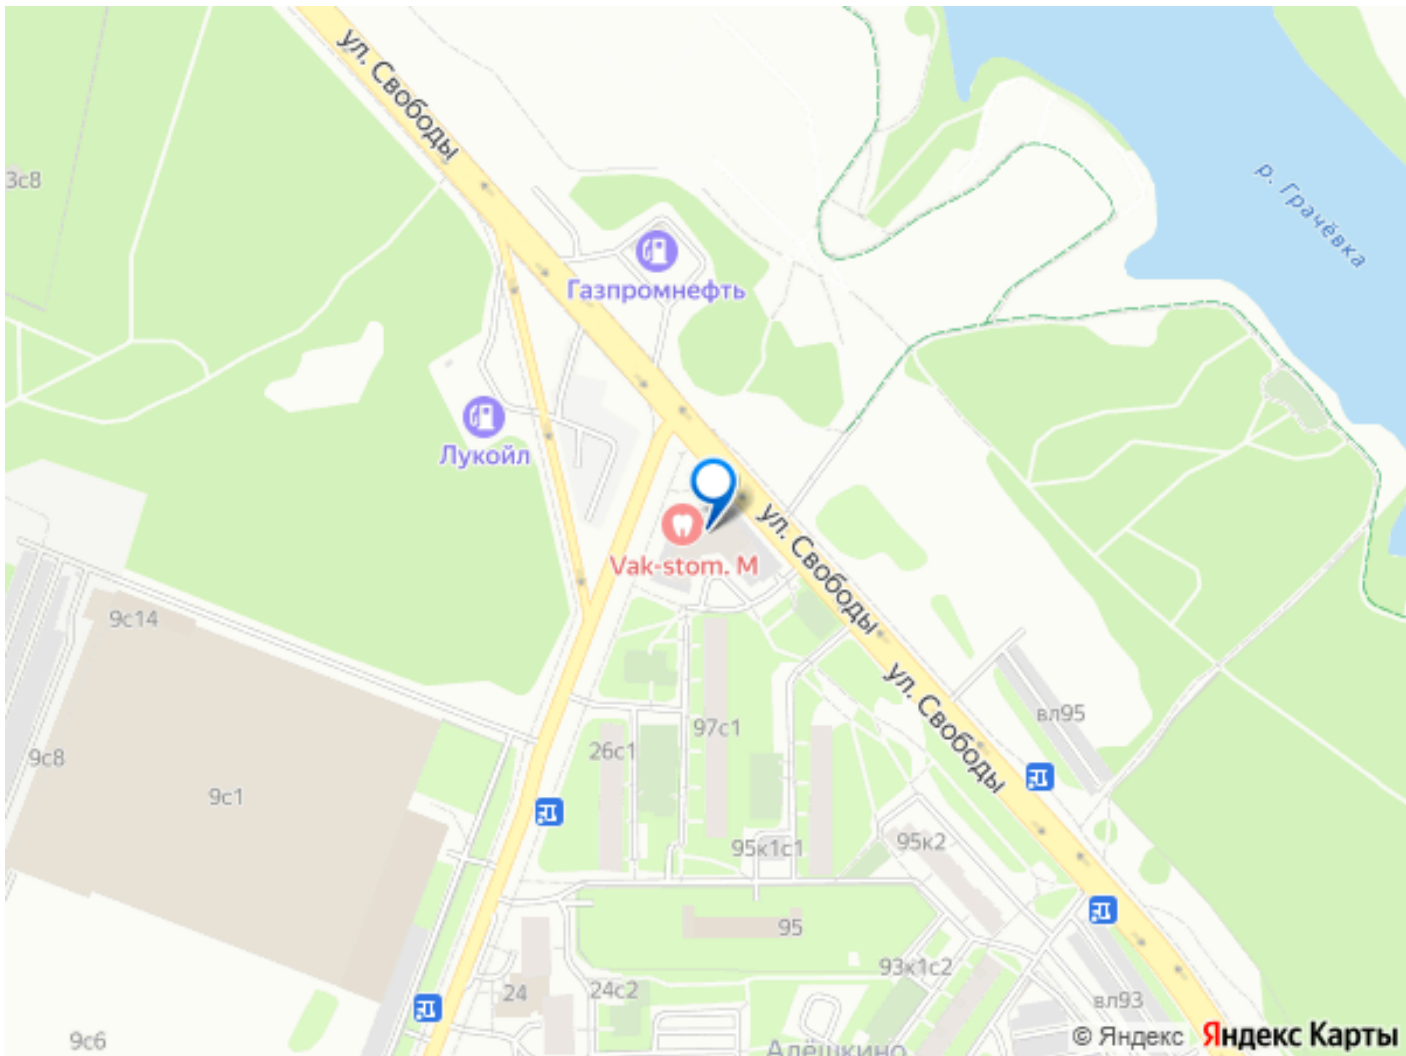 ул. Свободы
3с8
р. Грачёвка
Газпромнефть
Лукойл
ул. Свободы
Vak-stom. М
9с14
ул. Свободы
вл95
97с1
26с1
9с8
9с1
95к2
95к1с1
95
93к1с2
24
24с2
вл93
9с6
Алёшкино
© Яндекс Яндекс Карты